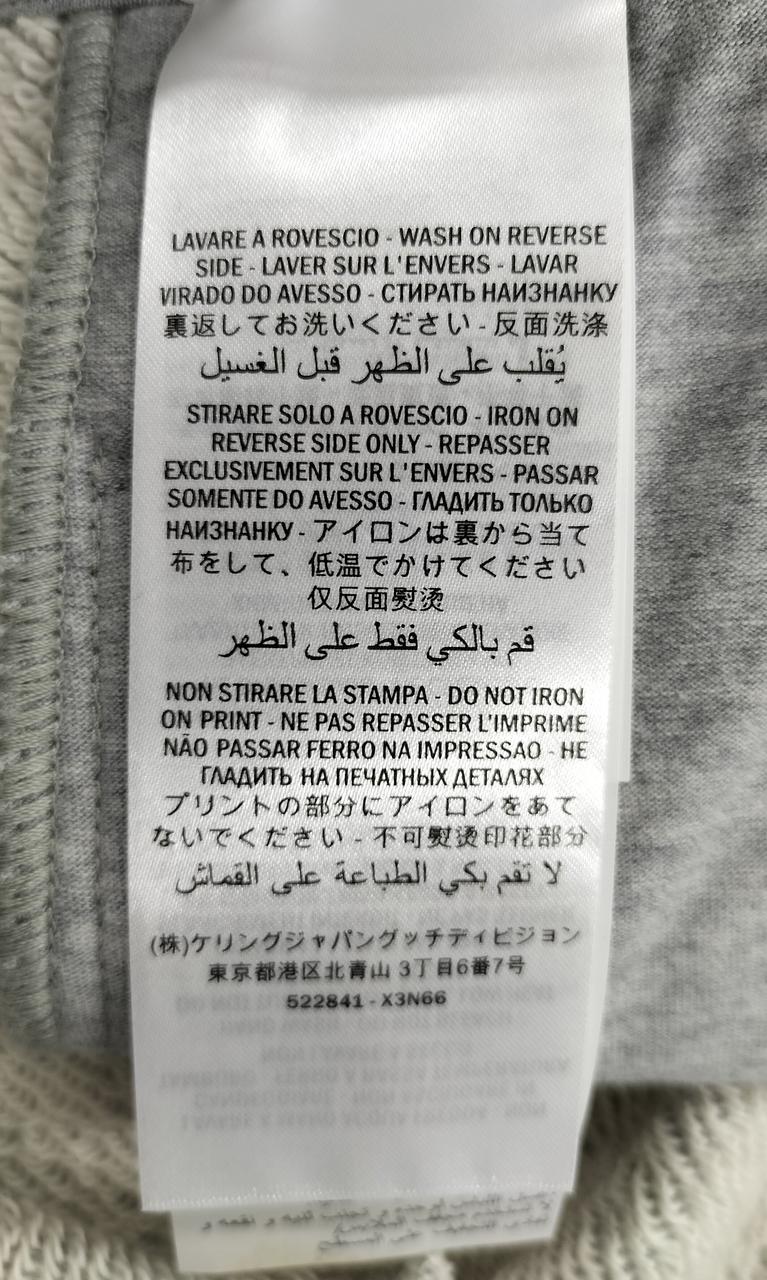 LAVARE A ROVESCIO - WASH ON REVERSE
SIDE - LAVER SUR L'ENVERS - LAVAR
VIRADO DO AVESSO - СТИРАТЬ НАИЗНАНКУ
裏返してお洗いください - 反面洗涤
يُقلب على الظهر قبل الغسيل
STIRARE SOLO A ROVESCIO - IRON ON
REVERSE SIDE ONLY - REPASSER
EXCLUSIVEMENT SUR L'ENVERS - PASSAR
SOMENTE DO AVESSO - ГЛАДИТЬ ТОЛЬКО
НАИЗНАНКУ - アイロンは裏から当て
布をして、低温でかけてください
仅反面熨烫
قم بالكي فقط على الظهر
NON STIRARE LA STAMPA - DO NOT IRON
ON PRINT - NE PAS REPASSER L'IMPRIME
NÃO PASSAR FERRO NA IMPRESSAO - НЕ
ГЛАДИТЬ НА ПЕЧАТНЫХ ДЕТАЛЯХ
プリントの部分にアイロンをあて
ないでください - 不可熨烫印花部分
لا تقم بكي الطباعة على القماش
(株)ケリングジャパングッチディビジョン
東京都港区北青山 3丁目6番7号
522841 - X3N66